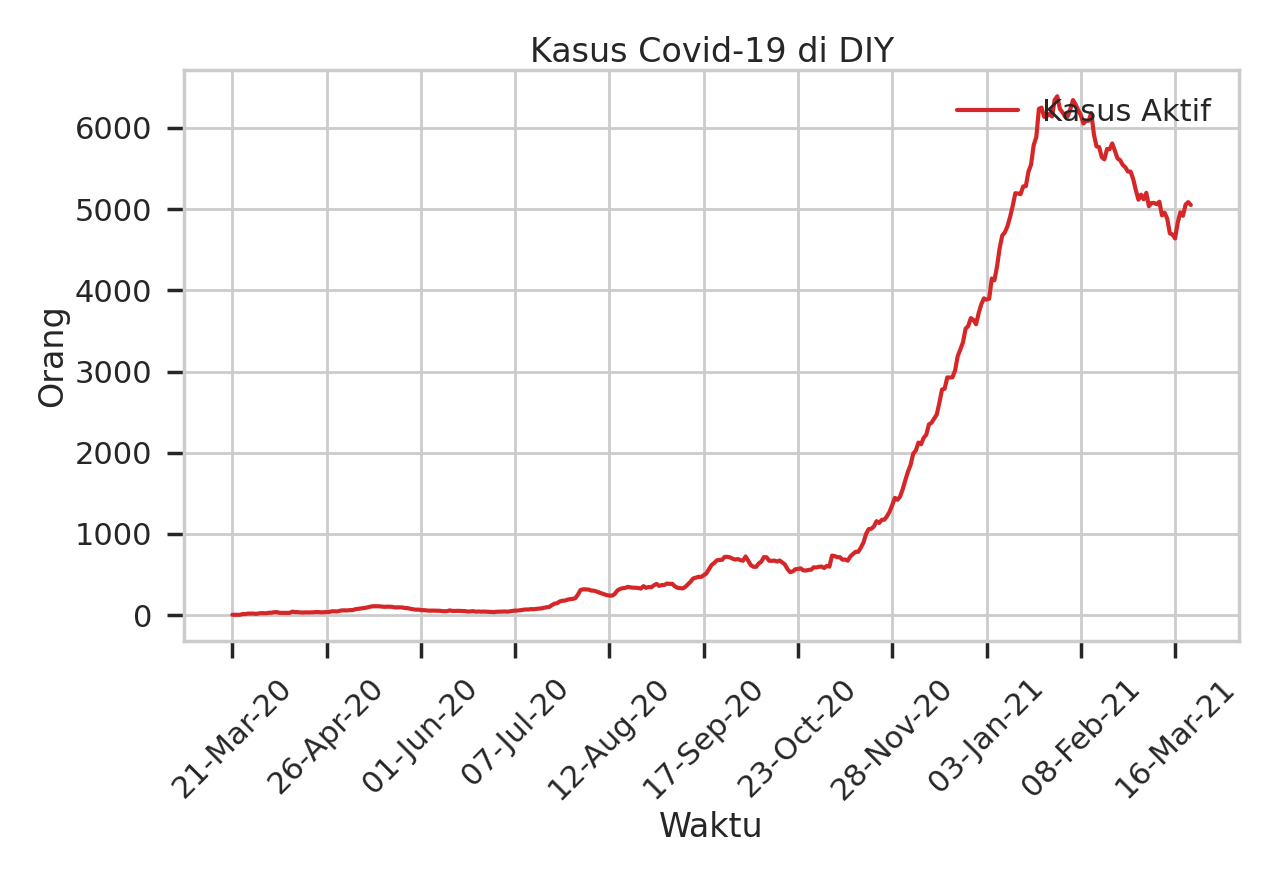 Kasus Covid-19 di DIY
Kasus Aktif
6000
5000
4000
3000
2000
1000
0
Orang
21-Mar-20
26-Apr-20
01-Jun-20
07-Jul-20
12-Aug-20
17-Sep-20
23-Oct-20
28-Nov-20
03-Jan-21
08-Feb-21
16-Mar-21
Waktu